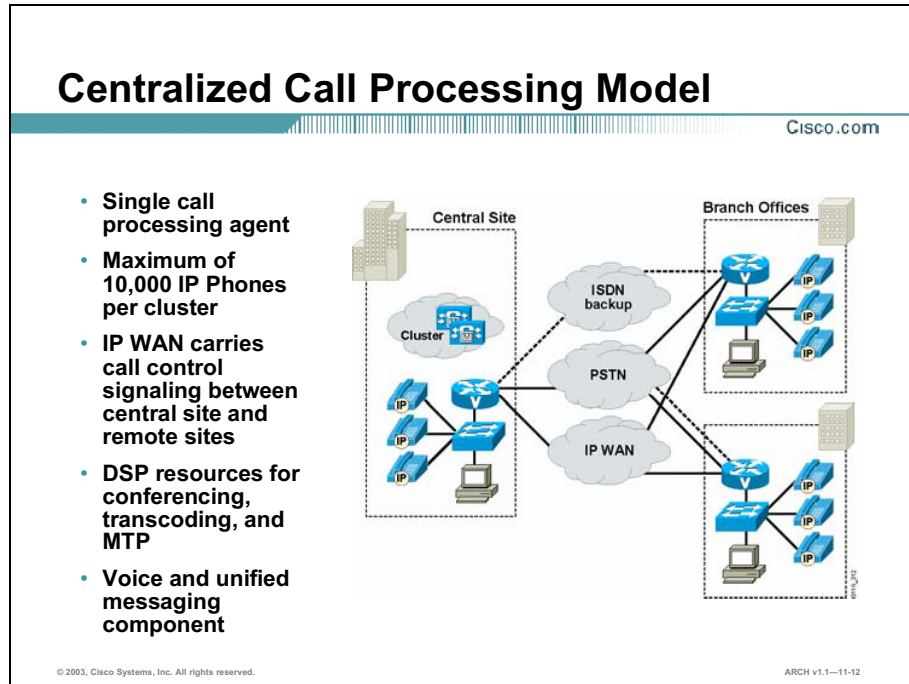 Centralized Call Processing Model
Cisco.com
• Single call
processing agent
• Maximum of
10,000 IP Phones
per cluster
• IP WAN carries
call control
signaling between
central site and
remote sites
• DSP resources for
conferencing,
transcoding, and
MTP
• Voice and unified
messaging
component
Central Site
Cluster
IP
IP
IP
V
ISDN
backup
PSTN
IP WAN
Branch Offices
V
IP
IP
IP
V
IP
IP
IP
© 2003, Cisco Systems, Inc. All rights reserved.
ARCH v1.1—11-12